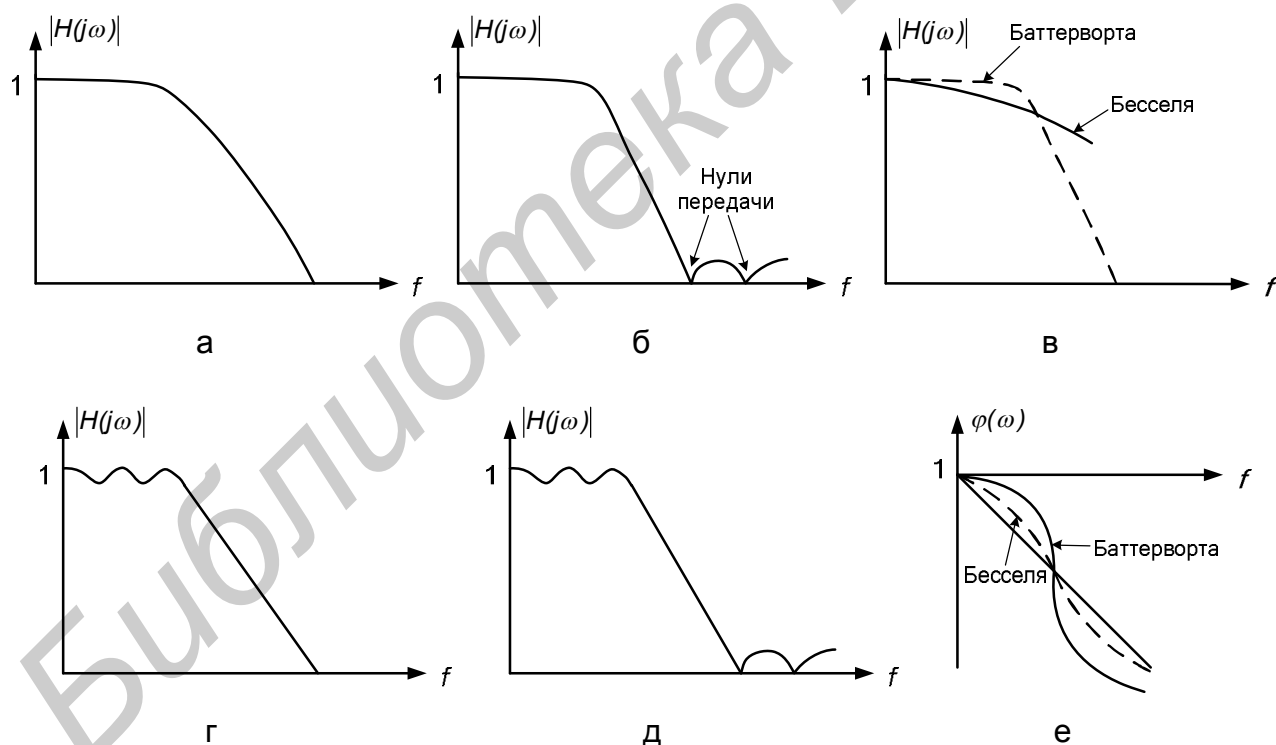 |H(jω)|
1
f
а
|H(jω)|
1
Нули
передачи
f
б
|H(jω)|
1
Баттерворта
Бесселя
f
в
|H(jω)|
1
f
г
|H(jω)|
1
f
д
φ(ω)
1
f
Баттерворта
Бесселя
е
Библиотека